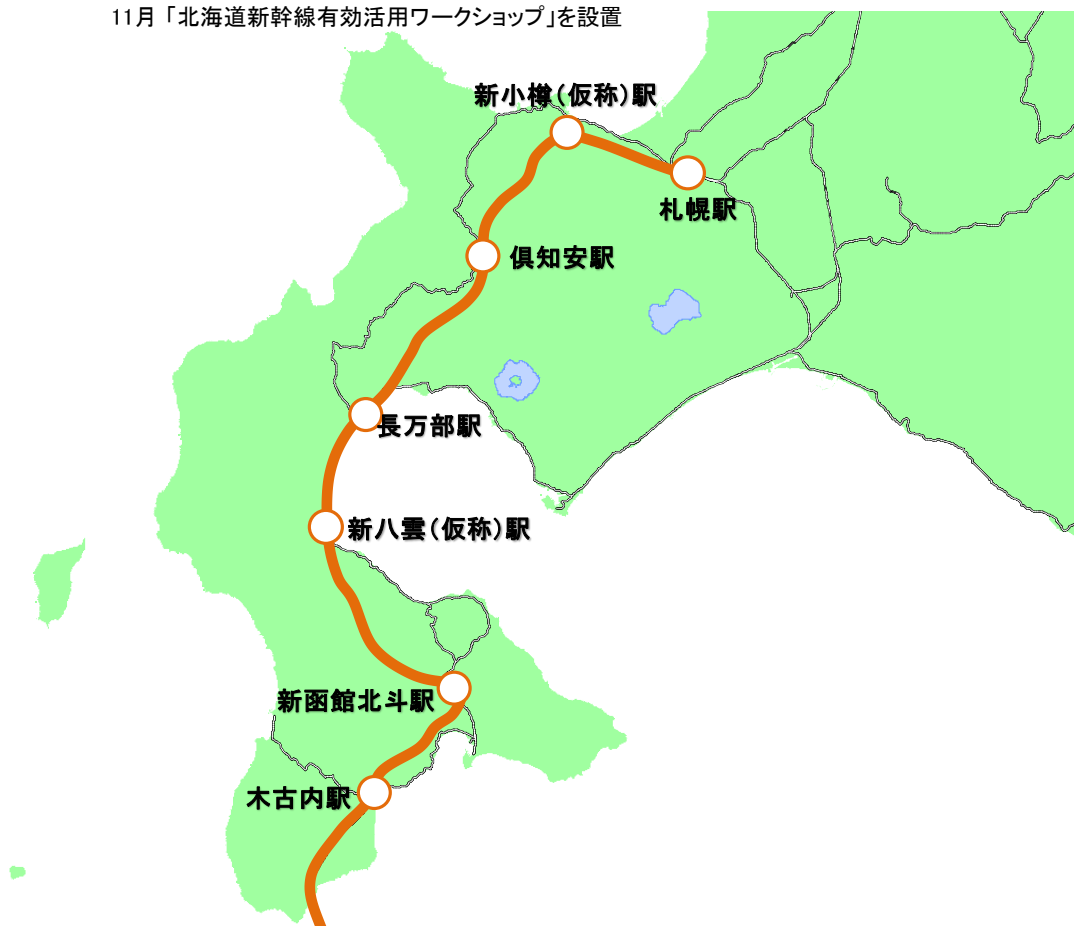 11月 「北海道新幹線有効活用ワークショップ」を設置
新小樽(仮称)駅
札幌駅
倶知安駅
長万部駅
新八雲(仮称)駅
新函館北斗駅
木古内駅